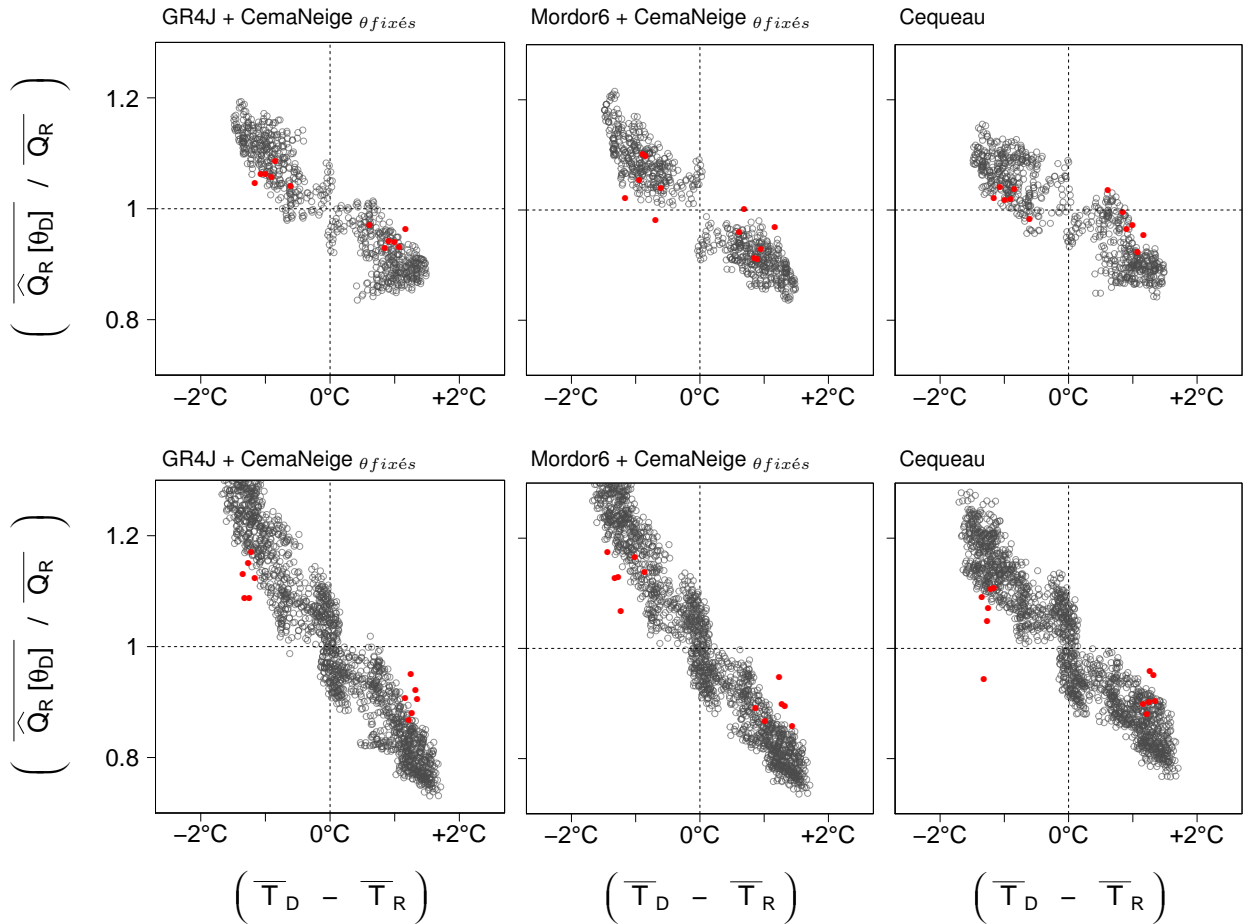 GR4J + CemaNeige θfixés
Mordor6 + CemaNeige θfixés
Cequeau
( Q̂R [θD] / QR )
1.2
1
0.8
−2°C 0°C +2°C
−2°C 0°C +2°C
−2°C 0°C +2°C
GR4J + CemaNeige θfixés
Mordor6 + CemaNeige θfixés
Cequeau
( Q̂R [θD] / QR )
1.2
1
0.8
−2°C 0°C +2°C
−2°C 0°C +2°C
−2°C 0°C +2°C
( TD − TR )
( TD − TR )
( TD − TR )